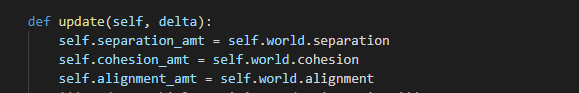 def update(self, delta):
    self.separation_amt = self.world.separation
    self.cohesion_amt = self.world.cohesion
    self.alignment_amt = self.world.alignment